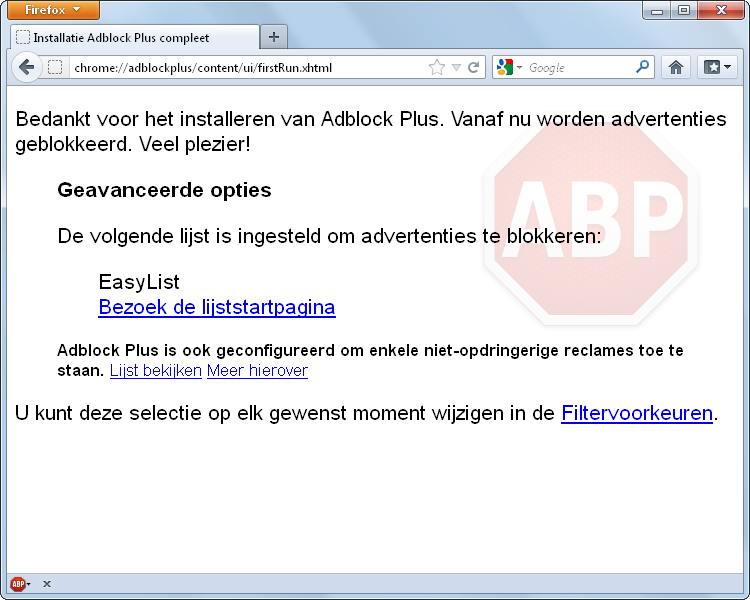 Firefox
Installatie Adblock Plus compleet
chrome://adblockplus/content/ui/firstRun.xhtml
Google
Bedankt voor het installeren van Adblock Plus. Vanaf nu worden advertenties
geblokkeerd. Veel plezier!
ABP
Geavanceerde opties
De volgende lijst is ingesteld om advertenties te blokkeren:
EasyList
Bezoek de lijststartpagina
Adblock Plus is ook geconfigureerd om enkele niet-opdringerige reclames toe te
staan. Lijst bekijken Meer hierover
U kunt deze selectie op elk gewenst moment wijzigen in de Filtervoorkeuren.
ABP